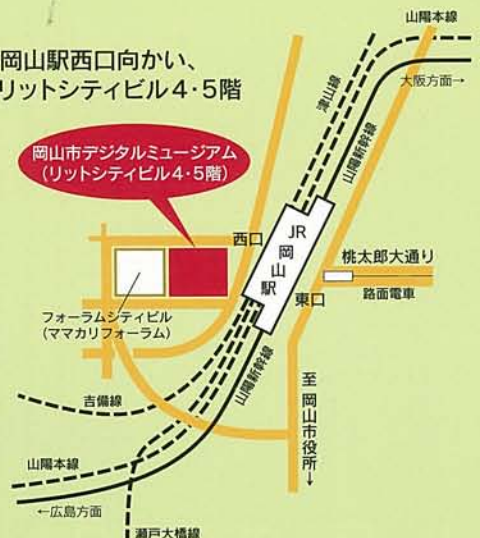 岡山駅西口向かい、
リットシティビル4・5階
山陽本線
大阪方面→
津山線
山陽新幹線
岡山市デジタルミュージアム
(リットシティビル4・5階)
西口
JR
岡山駅
桃太郎大通り
東口
路面電車
フォーラムシティビル
(ママカリフォーラム)
山陽新幹線
至 岡山市役所↓
吉備線
山陽本線
←広島方面
瀬戸大橋線